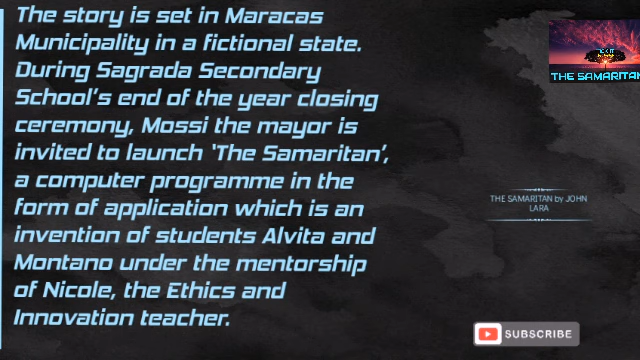 The story is set in Maracas
Municipality in a fictional state.
During Sagrada Secondary
School's end of the year closing
ceremony, Mossi the mayor is
invited to launch 'The Samaritan',
a computer programme in the
form of application which is an
invention of students Alvita and
Montano under the mentorship
of Nicole, the Ethics and
Innovation teacher.
THE SAMARITAN
THE SAMARITAN by JOHN
LARA
SUBSCRIBE